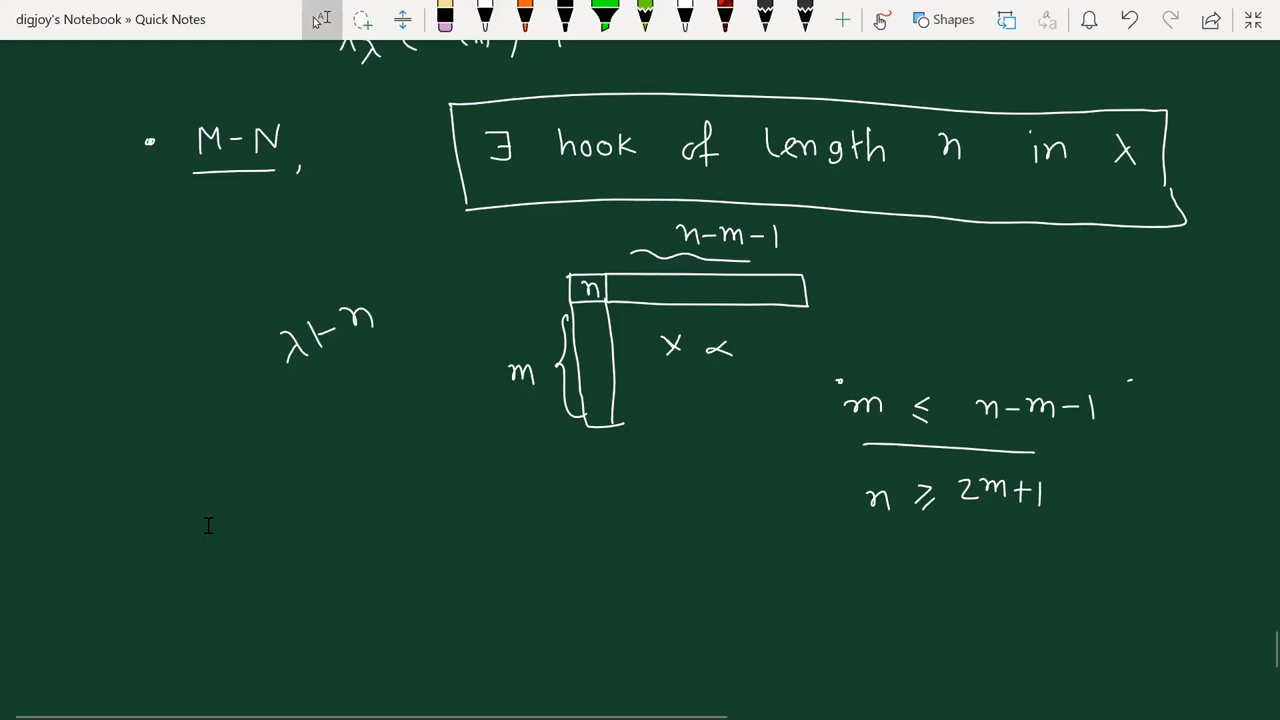 digjoy's Notebook » Quick Notes
Shapes
• M-N,
∃ hook of length n in λ
n-m-1
n
λ ⊢ n
m
x ∝
m ≤ n-m-1
n ≥ 2m+1